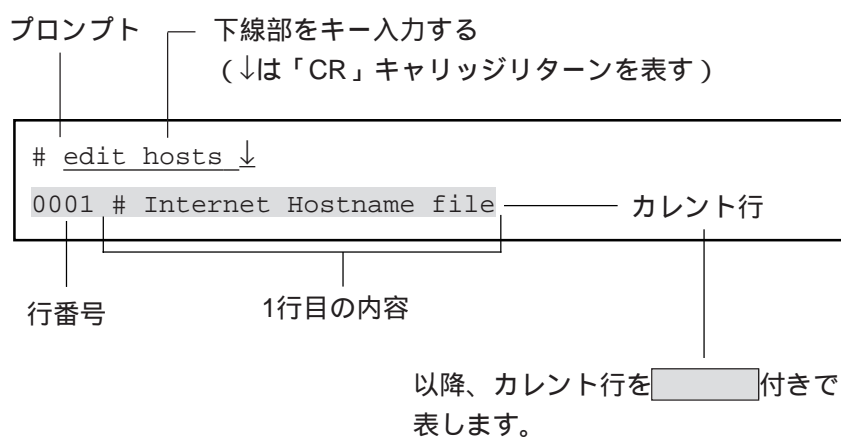 プロンプト
下線部をキー入力する
(↓は「CR」キャリッジリターンを表す)
# edit hosts ↓
0001 # Internet Hostname file
カレント行
行番号
1行目の内容
以降、カレント行を 付きで
表します。